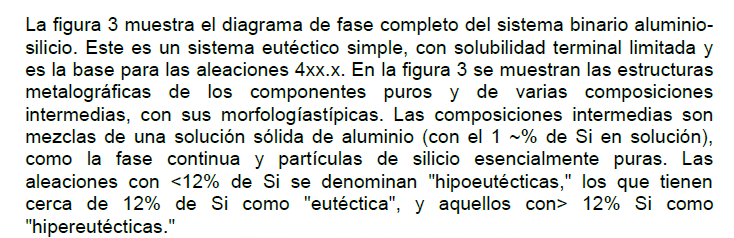 La figura 3 muestra el diagrama de fase completo del sistema binario aluminio-
silicio. Este es un sistema eutéctico simple, con solubilidad terminal limitada y
es la base para las aleaciones 4xx.x. En la figura 3 se muestran las estructuras
metalográficas de los componentes puros y de varias composiciones
intermedias, con sus morfologíastípicas. Las composiciones intermedias son
mezclas de una solución sólida de aluminio (con el 1 ~% de Si en solución),
como la fase continua y partículas de silicio esencialmente puras. Las
aleaciones con <12% de Si se denominan "hipoeutécticas," los que tienen
cerca de 12% de Si como "eutéctica", y aquellos con> 12% Si como
"hipereutécticas."